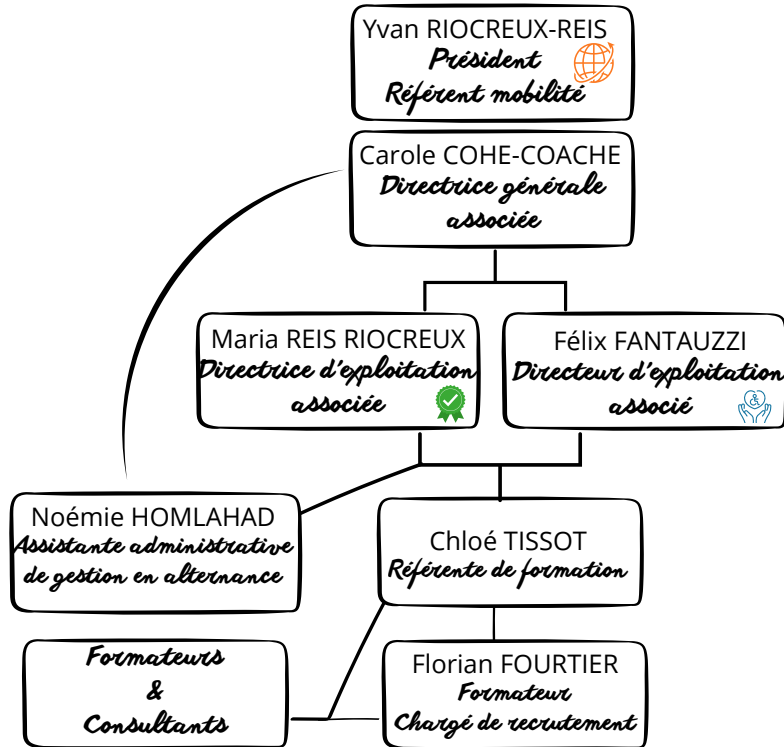 Yvan RIOCREUX-REIS
Président
Référent mobilité
Carole COHE-COACHE
Directrice générale
associée
Maria REIS RIOCREUX
Directrice d'exploitation
associée
Félix FANTAUZZI
Directeur d'exploitation
associé
Noémie HOMLAHAD
Assistante administrative
de gestion en alternance
Chloé TISSOT
Référente de formation
Formateurs
&
Consultants
Florian FOURTIER
Formateur
Chargé de recrutement